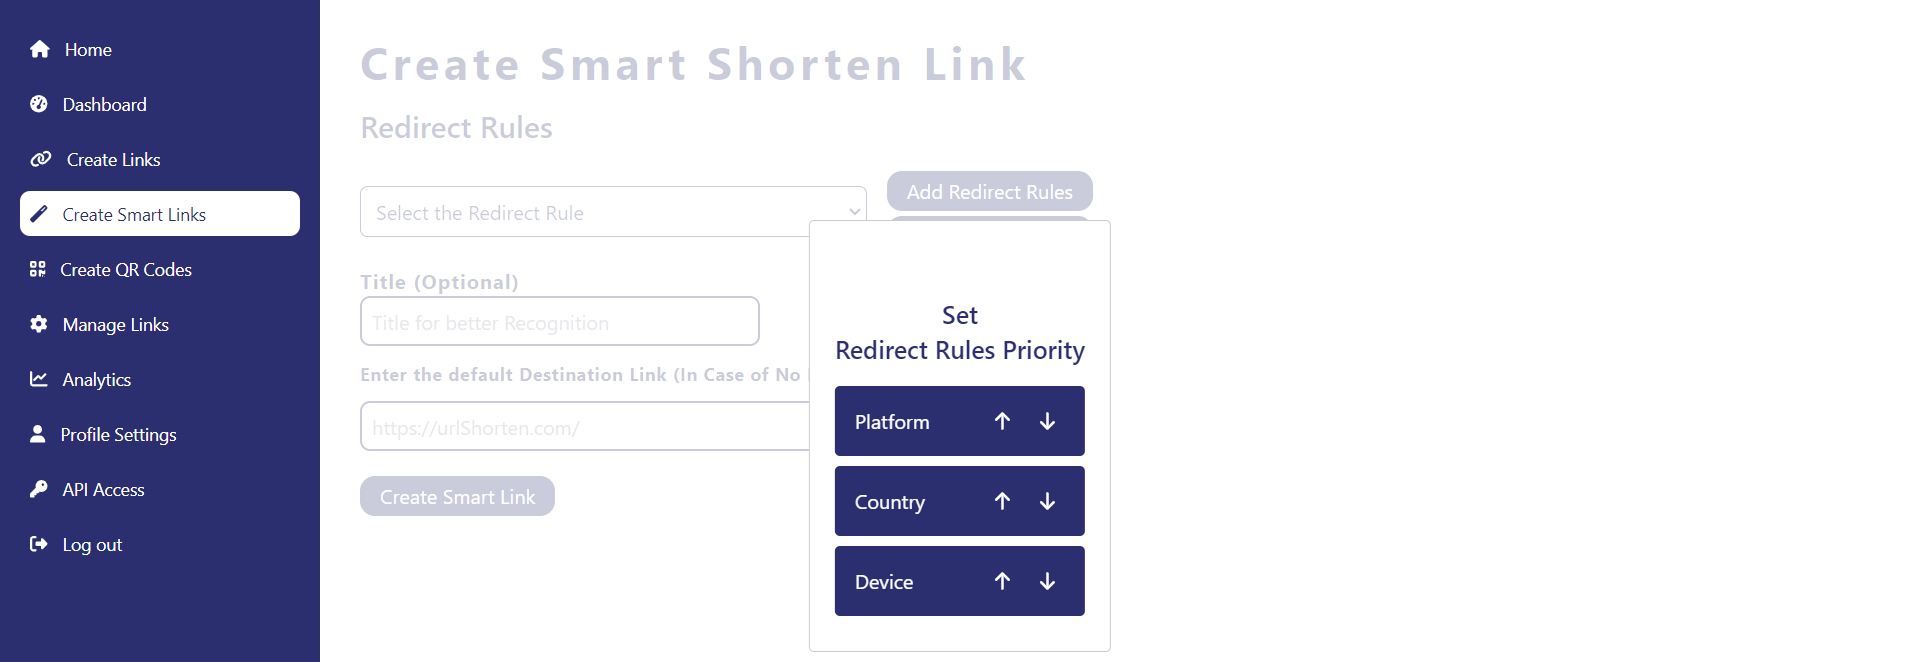 Home
Dashboard
Create Links
Create Smart Links
Create QR Codes
Manage Links
Analytics
Profile Settings
API Access
Log out
Create Smart Shorten Link
Redirect Rules
Select the Redirect Rule
Add Redirect Rules
Title (Optional)
Title for better Recognition
Enter the default Destination Link (In Case of No
https://urlShorten.com/
Create Smart Link
Set
Redirect Rules Priority
Platform
Country
Device